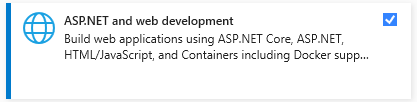 ASP.NET and web development
Build web applications using ASP.NET Core, ASP.NET,
HTML/JavaScript, and Containers including Docker supp...